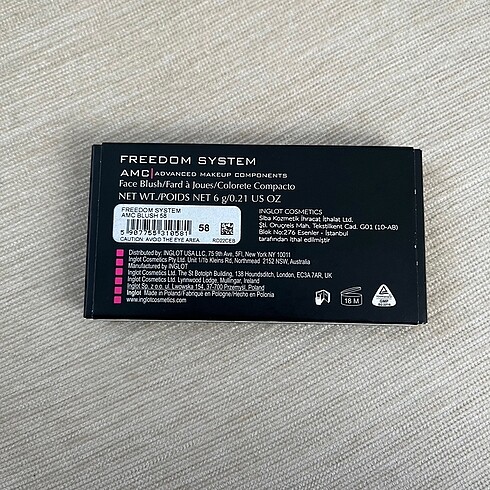 FREEDOM SYSTEM
AMC|ADVANCED MAKEUP COMPONENTS
Face Blush/Fard à Joues/Colorete Compacto
NET WT./POIDS NET 6 g/0.21 US OZ
FREEDOM SYSTEM
AMC BLUSH 58
58
5 907758 310581
CAUTION: AVOID THE EYE AREA
INGLOT COSMETICS
Siba Kozmetik İhracat İthalat Ltd.
Şti. Oruçreis Mah. Tekstilkent Cad. G01 (10-AB)
Blok No:276 Esenler - İstanbul
tarafından ithal edilmiştir
Distributed by: INGLOT USA LLC, 75 9th Ave, 5Fl, New York NY 10011
Inglot Cosmetics Pty Ltd. Unit 1/1b Kleins Rd, Northmead 2152 NSW, Australia
Manufactured by INGLOT
Inglot Cosmetics Ltd. The St Botolph Building, 138 Houndsditch, London, EC3A 7AR, UK
Inglot Cosmetics Ltd. Lynnwood Lodge, Mullingar, Ireland
Inglot Sp. z o.o. ul. Lwowska 154, 37-700 Przemyśl, Poland
Inglot Made in Poland/Fabriqué en Pologne/Hecho en Polonia
www.inglotcosmetics.com
18 M
GMP